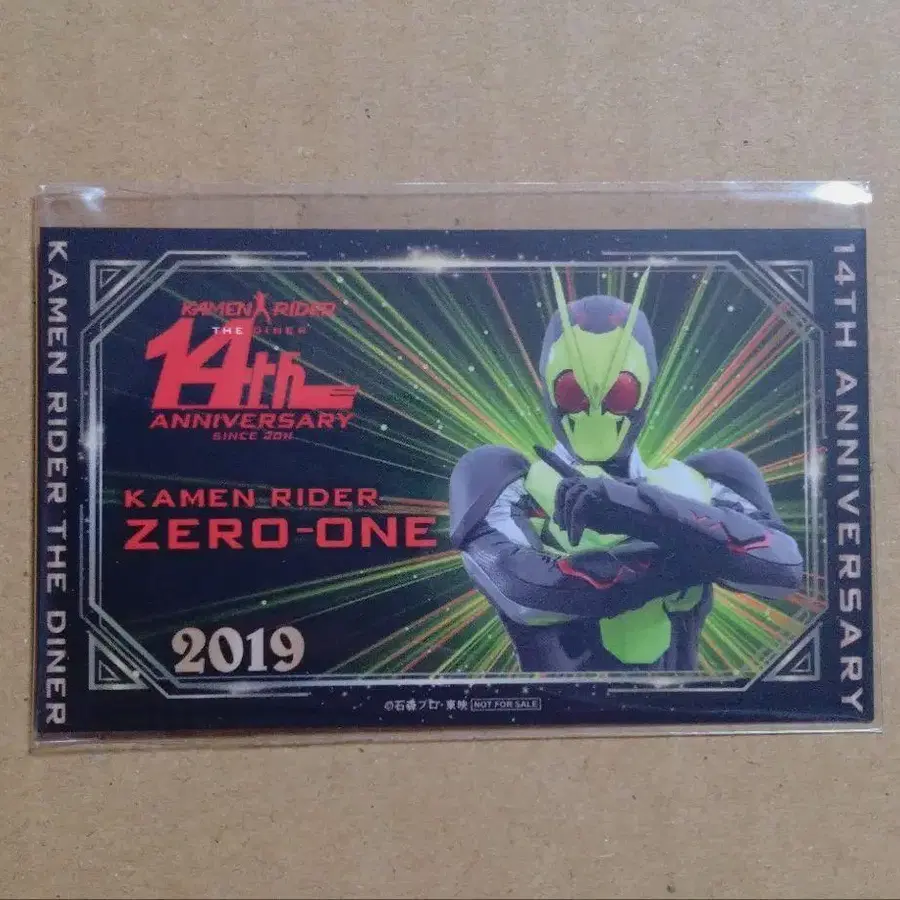 KAMEN RIDER THE DINER
KAMEN RIDER
THE DINER
14th
ANNIVERSARY
SINCE 2011
KAMEN RIDER
ZERO-ONE
2019
©石森プロ・東映 NOT FOR SALE
14TH ANNIVERSARY